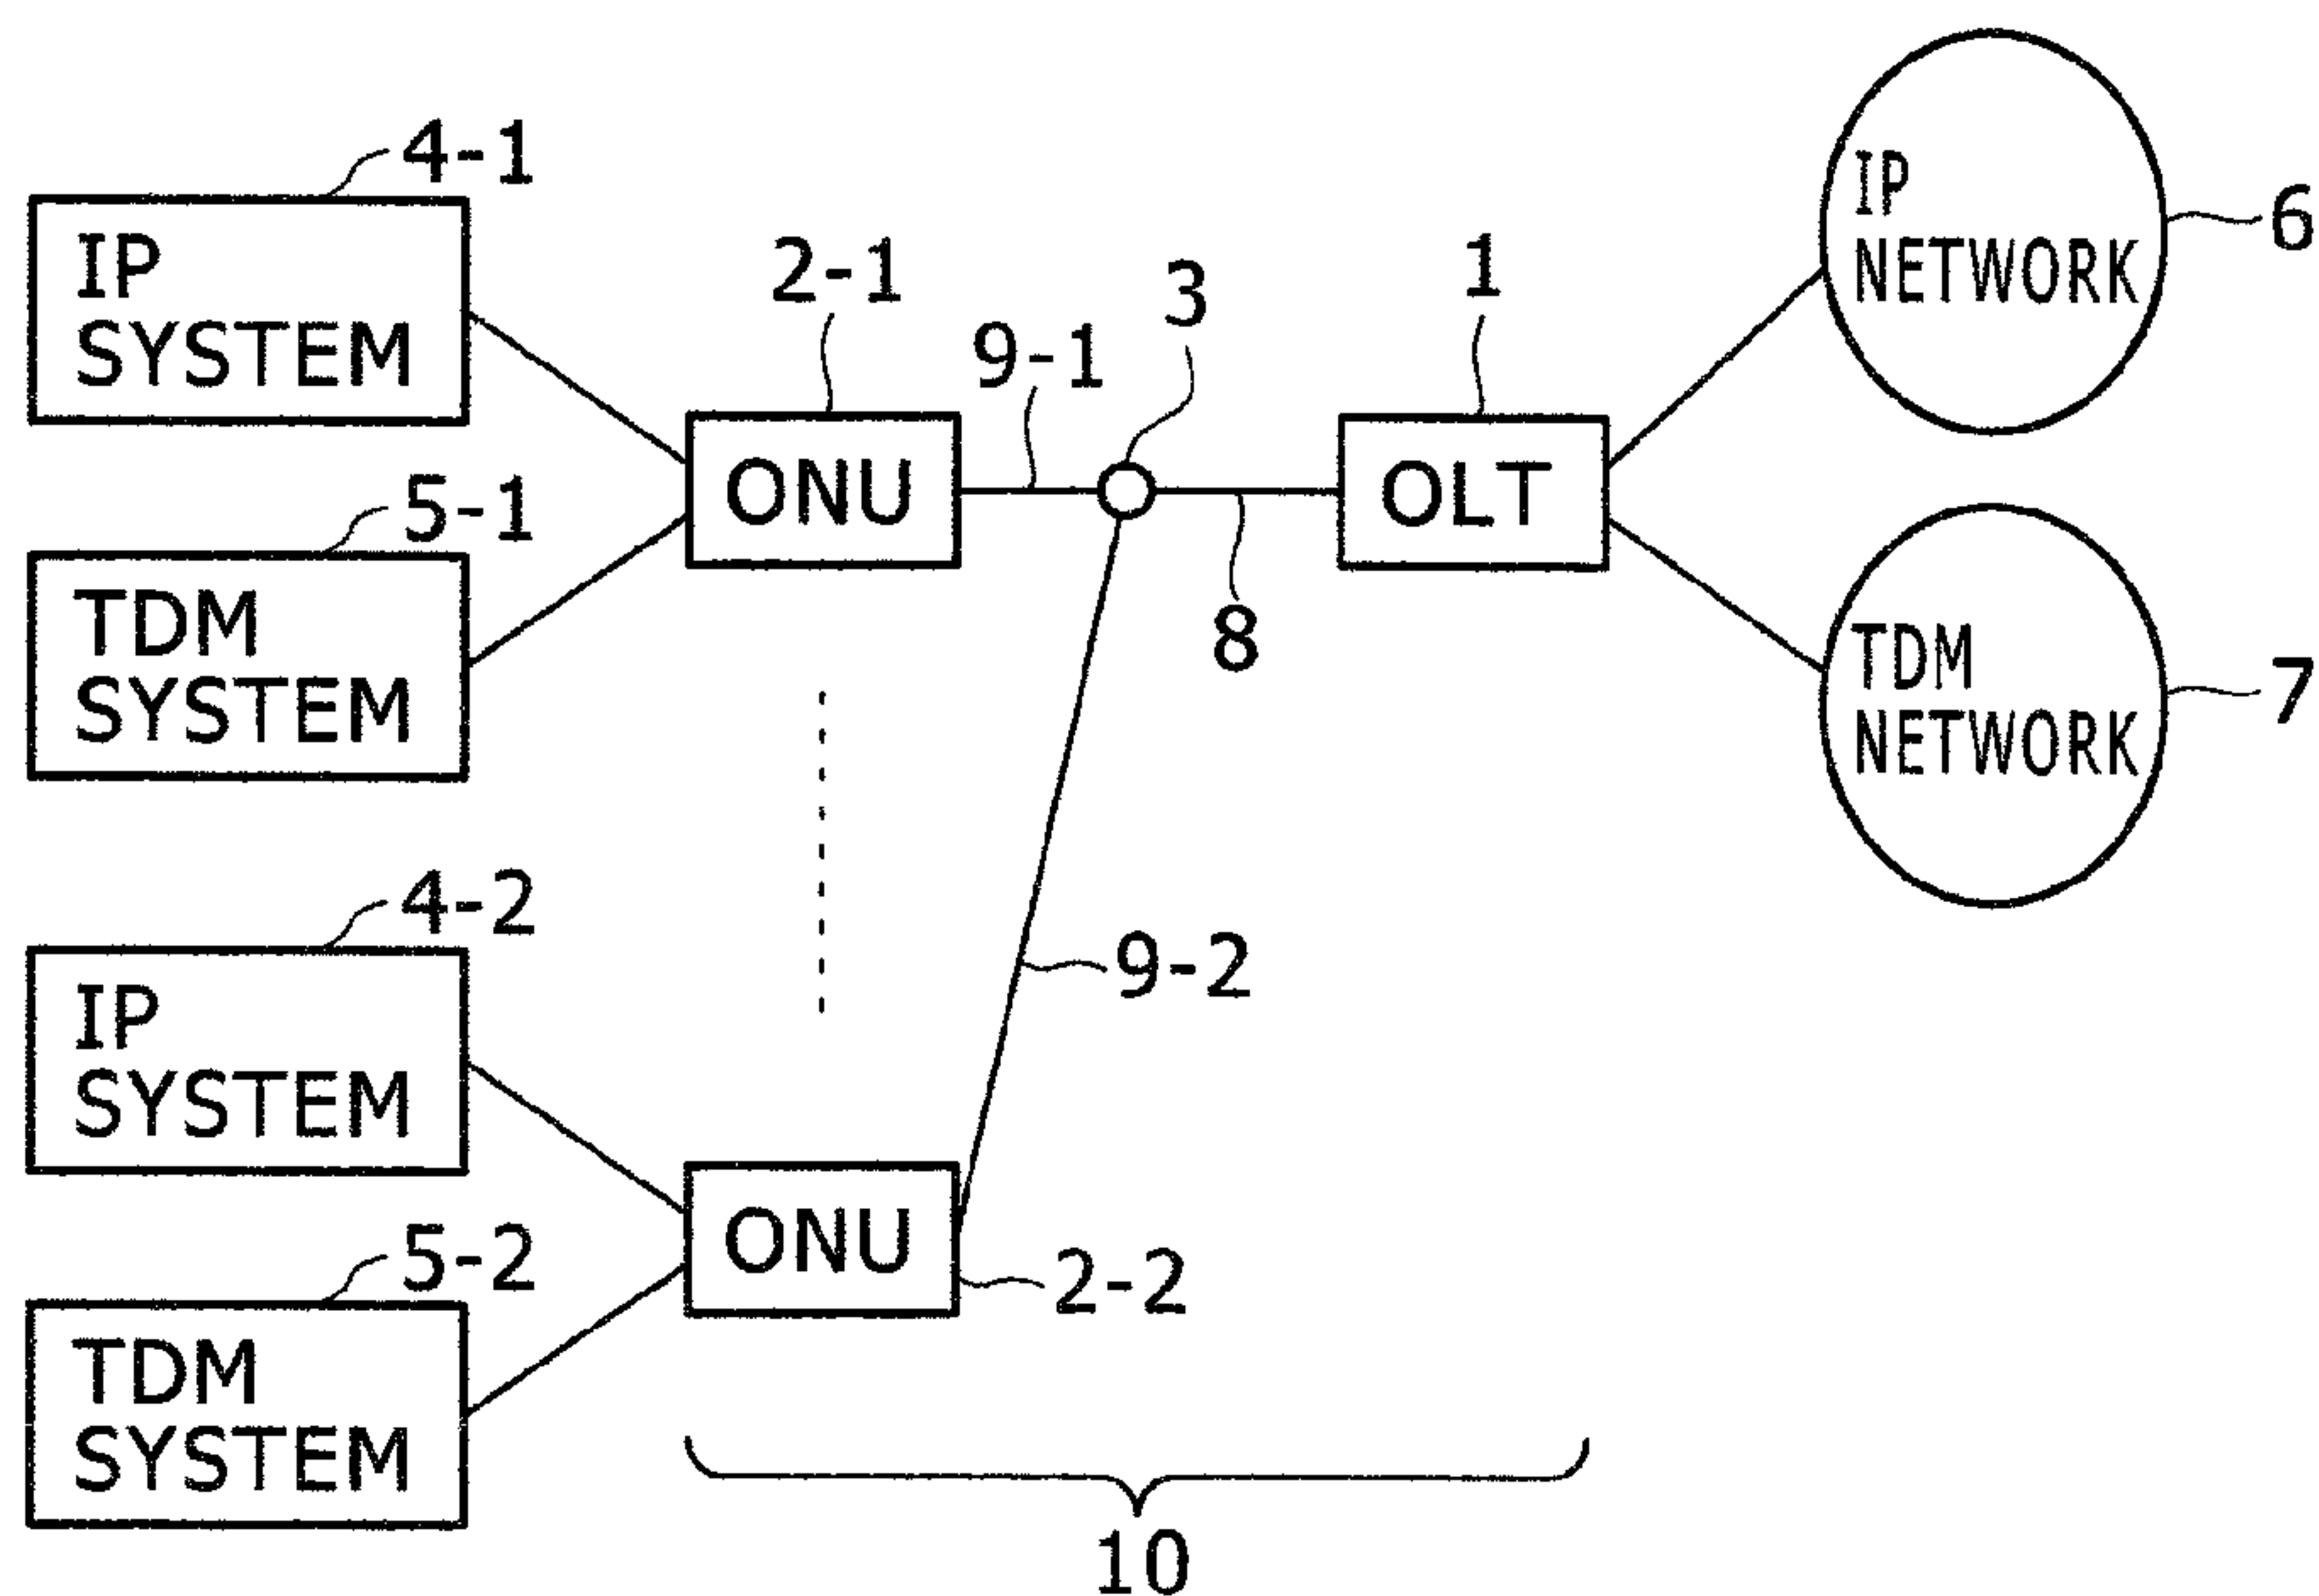 4-1
IP
SYSTEM
5-1
TDM
SYSTEM
2-1
ONU
9-1
3
1
OLT
8
IP
NETWORK
6
TDM
NETWORK
7
4-2
IP
SYSTEM
5-2
TDM
SYSTEM
ONU
2-2
9-2
10